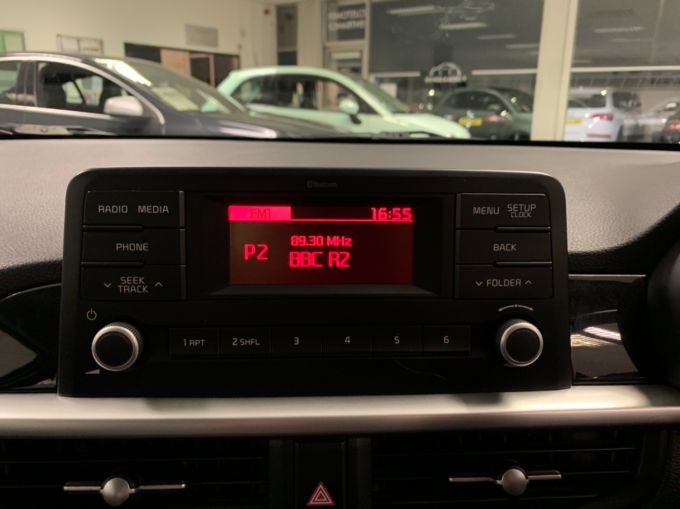 Bluetooth
RADIO MEDIA
FM1
16:55
MENU SETUP
CLOCK
PHONE
P2
89.30 MHz
BBC R2
BACK
SEEK
TRACK
FOLDER
1 RPT
2 SHFL
3
4
5
6